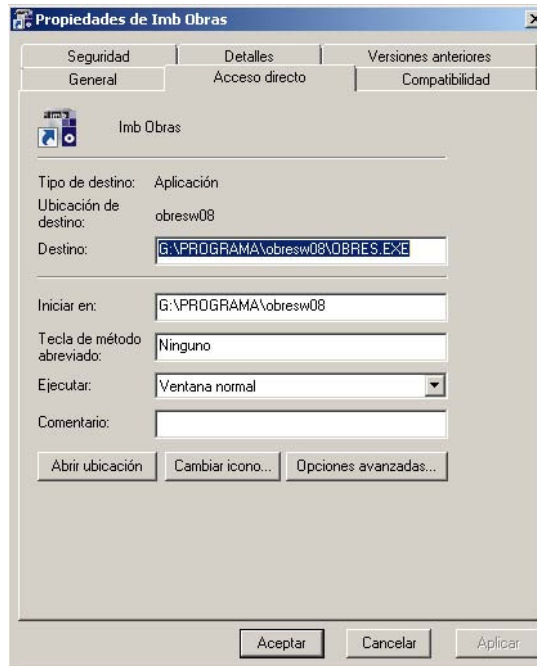 Propiedades de Imb Obras
Seguridad Detalles Versiones anteriores
General Acceso directo Compatibilidad
Imb Obras
Tipo de destino: Aplicación
Ubicación de
destino: obresw08
Destino: G:\PROGRAMA\obresw08\OBRES.EXE
Iniciar en: G:\PROGRAMA\obresw08
Tecla de método
abreviado: Ninguno
Ejecutar: Ventana normal
Comentario:
Abrir ubicación Cambiar icono... Opciones avanzadas...
Aceptar Cancelar Aplicar